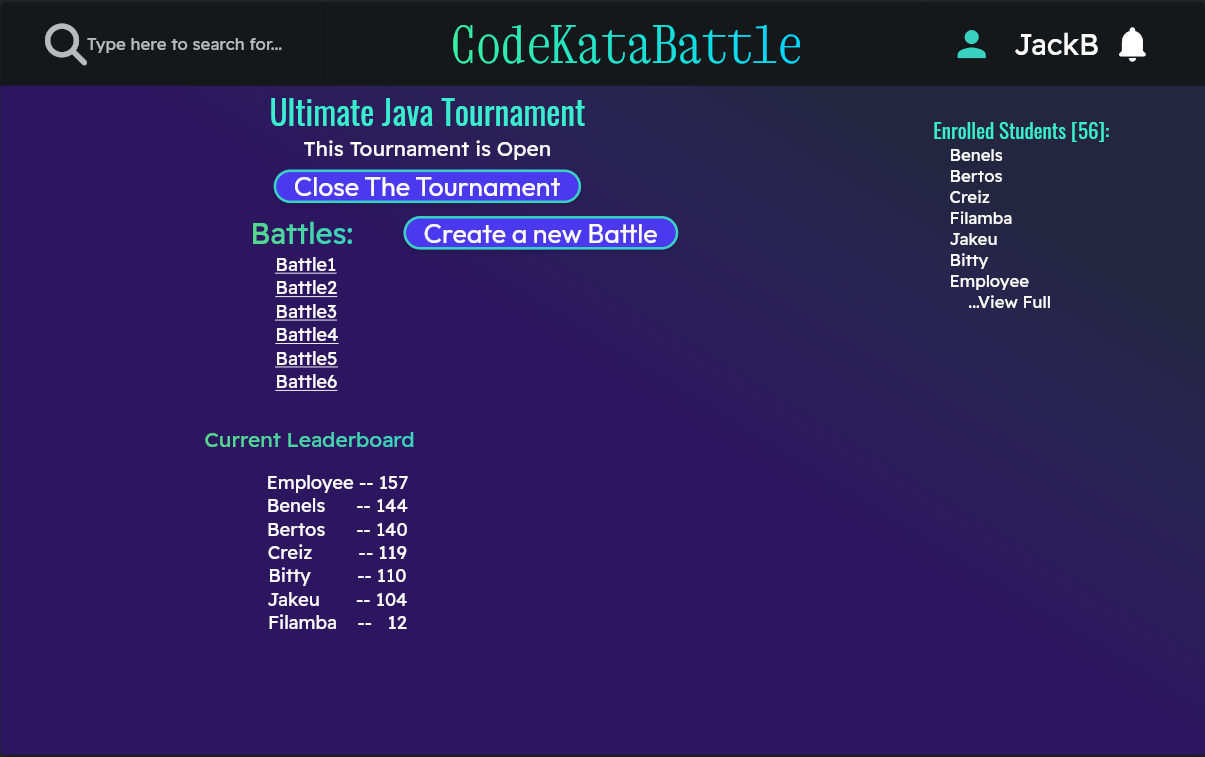 Type here to search for...
CodeKataBattle
JackB
Ultimate Java Tournament
This Tournament is Open
Close The Tournament
Battles:
Create a new Battle
Battle1
Battle2
Battle3
Battle4
Battle5
Battle6
Current Leaderboard
Employee -- 157
Benels -- 144
Bertos -- 140
Creiz -- 119
Bitty -- 110
Jakeu -- 104
Filamba -- 12
Enrolled Students [56]:
Benels
Bertos
Creiz
Filamba
Jakeu
Bitty
Employee
...View Full